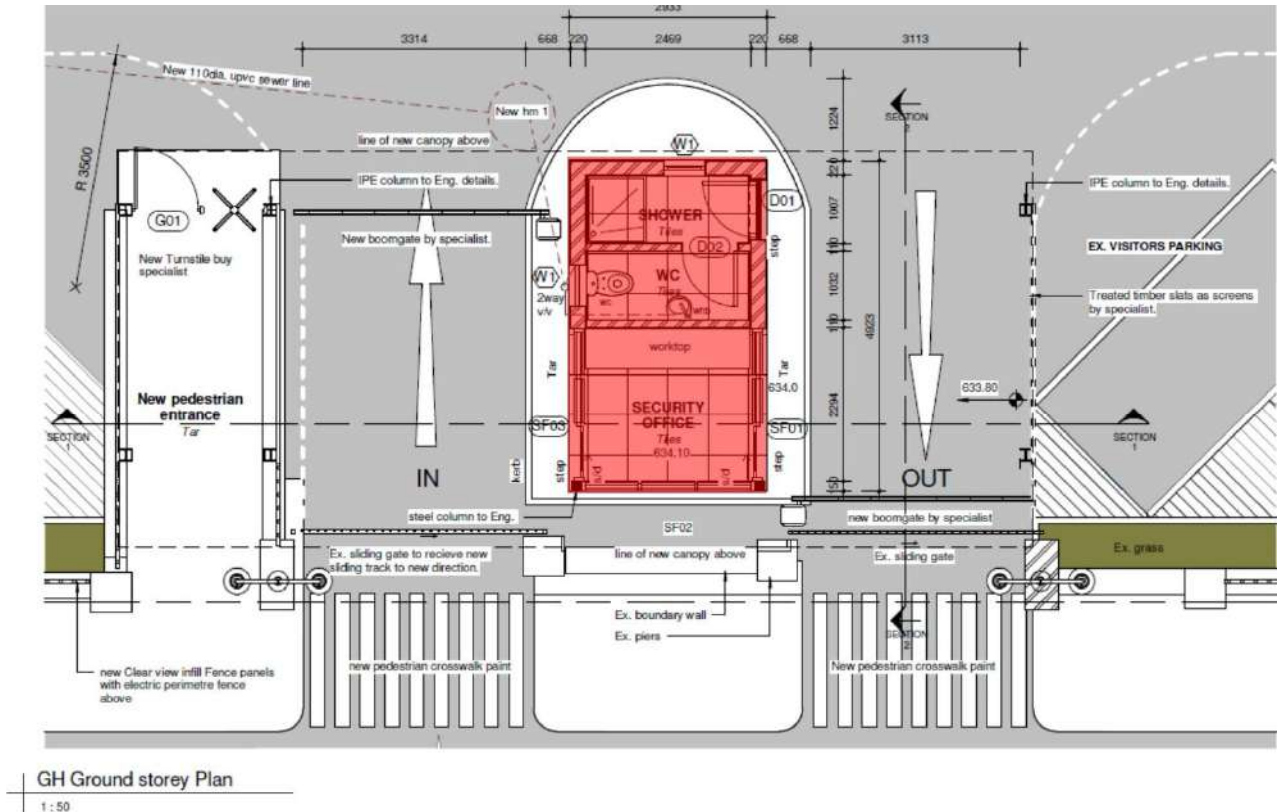 2933
3314
668
220
2469
220
668
3113
New 110dia. upvc sewer line
New hm 1
R 3500
line of new canopy above
W1
1224
SECTION
2
220
IPE column to Eng. details.
IPE column to Eng. details.
G01
SHOWER
Tiles
D01
1007
New boomgate by specialist.
New Turnstile buy
specialist
D02
step
110
EX. VISITORS PARKING
W1
2way
v/v
WC
Tiles
wc
whb
1032
4923
Treated timber slats as screens
by specialist.
110
worktop
Tar
Tar
634.0
633.80
New pedestrian
entrance
Tar
SECURITY
OFFICE
Tiles
634.10
SF03
SF01
2294
SECTION
1
SECTION
1
IN
kerb
step
s/d
s/d
step
150
OUT
steel column to Eng.
SF02
new boomgate by specialist
Ex. sliding gate to recieve new
sliding track to new direction.
line of new canopy above
Ex. sliding gate
Ex. grass
Ex. boundary wall
Ex. piers
SECTION
2
new Clear view infill Fence panels
with electric perimetre fence
above
new pedestrian crosswalk paint
New pedestrian crosswalk paint
GH Ground storey Plan
1 : 50